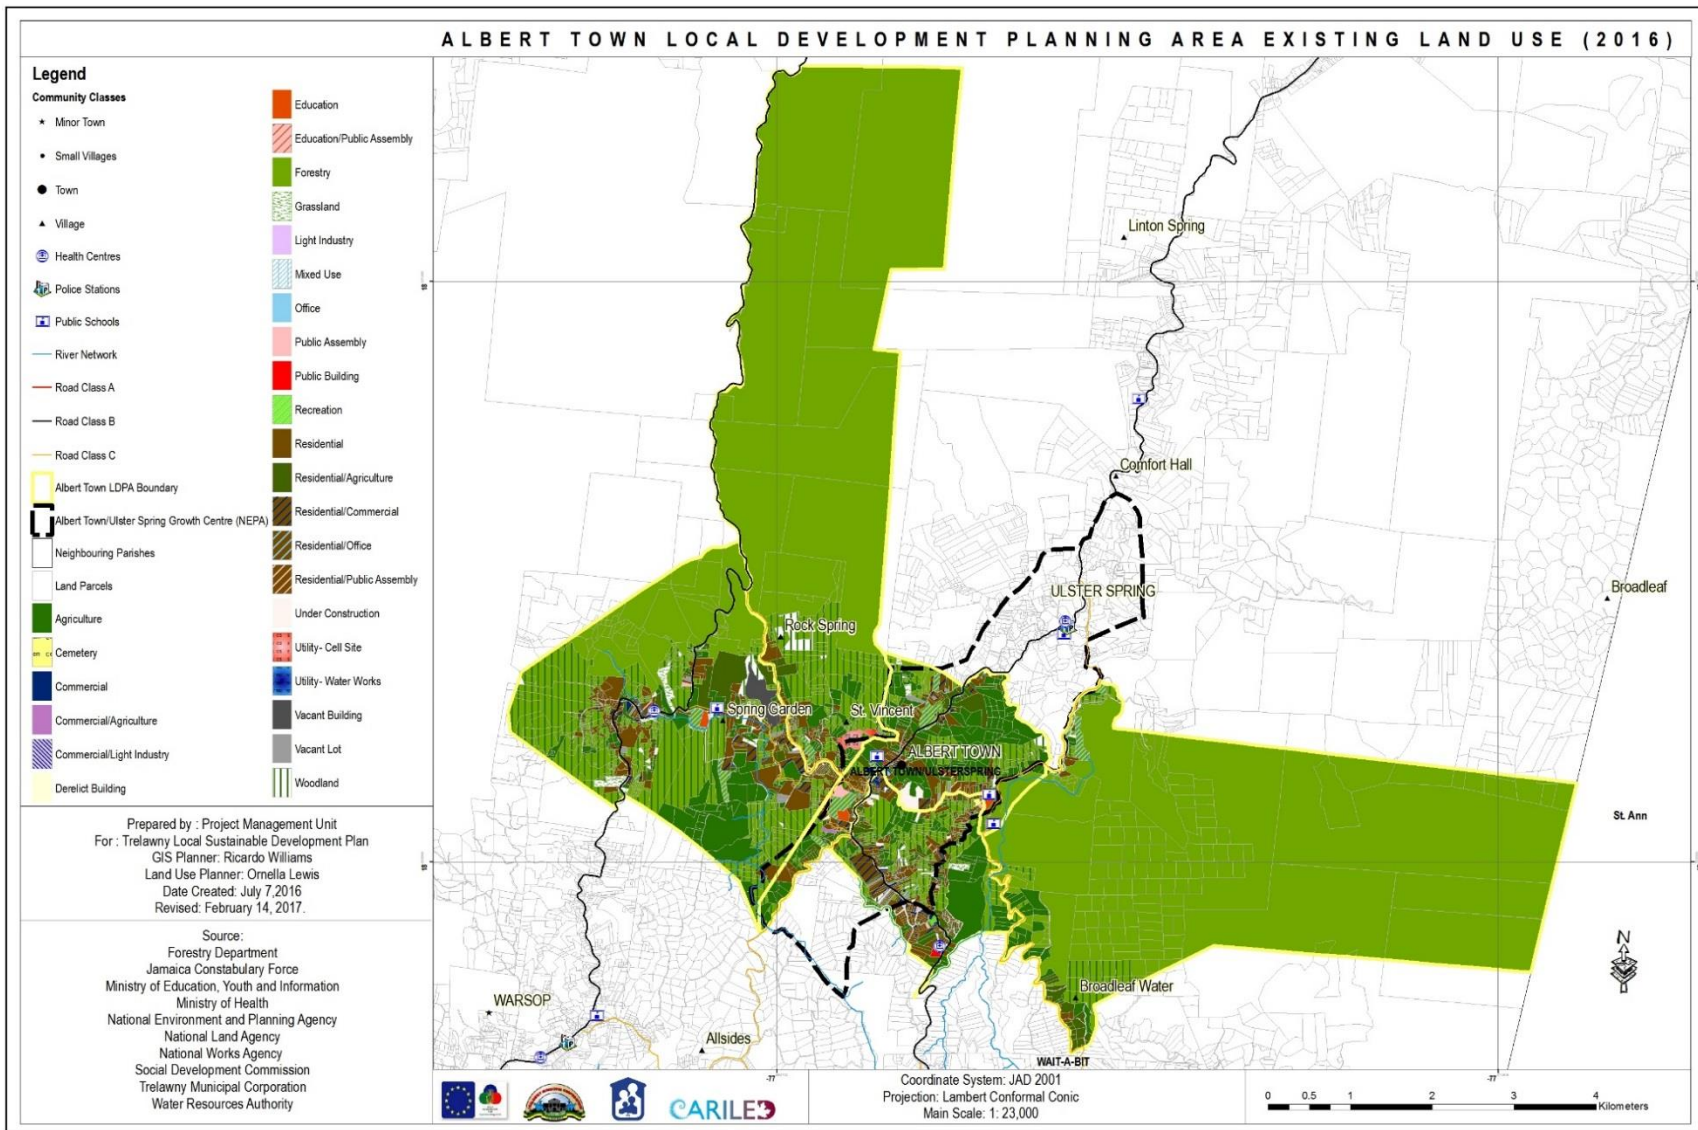 ALBERT TOWN LOCAL DEVELOPMENT PLANNING AREA EXISTING LAND USE (2016)
Legend
Community Classes
Minor Town
Small Villages
Town
Village
Health Centres
Police Stations
Public Schools
River Network
Road Class A
Road Class B
Road Class C
Albert Town LDPA Boundary
Albert Town/Ulster Spring Growth Centre (NEPA)
Neighbouring Parishes
Land Parcels
Agriculture
Cemetery
Commercial
Commercial/Agriculture
Commercial/Light Industry
Derelict Building
Education
Education/Public Assembly
Forestry
Grassland
Light Industry
Mixed Use
Office
Public Assembly
Public Building
Recreation
Residential
Residential/Agriculture
Residential/Commercial
Residential/Office
Residential/Public Assembly
Under Construction
Utility- Cell Site
Utility- Water Works
Vacant Building
Vacant Lot
Woodland
Prepared by : Project Management Unit
For : Trelawny Local Sustainable Development Plan
GIS Planner: Ricardo Williams
Land Use Planner: Ornella Lewis
Date Created: July 7,2016
Revised: February 14, 2017.
Source:
Forestry Department
Jamaica Constabulary Force
Ministry of Education, Youth and Information
Ministry of Health
National Environment and Planning Agency
National Land Agency
National Works Agency
Social Development Commission
Trelawny Municipal Corporation
Water Resources Authority
Linton Spring
Comfort Hall
ULSTER SPRING
Broadleaf
Rock Spring
Spring Garden
St. Vincent
ALBERT TOWN
ALBERT TOWN/ULSTERSPRING
St. Ann
Broadleaf Water
WARSOP
Allsides
WAIT-A-BIT
N
-77
-77
CARILED
Coordinate System: JAD 2001
Projection: Lambert Conformal Conic
Main Scale: 1: 23,000
0 0.5 1 2 3 4
Kilometers